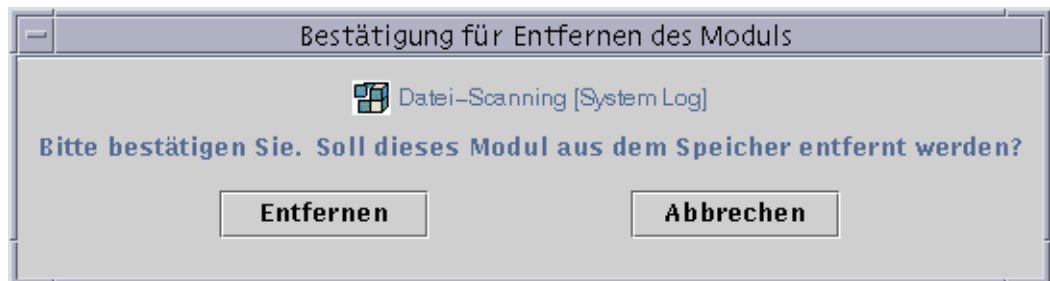 Bestätigung für Entfernen des Moduls
Datei-Scanning [System Log]
Bitte bestätigen Sie. Soll dieses Modul aus dem Speicher entfernt werden?
Entfernen
Abbrechen